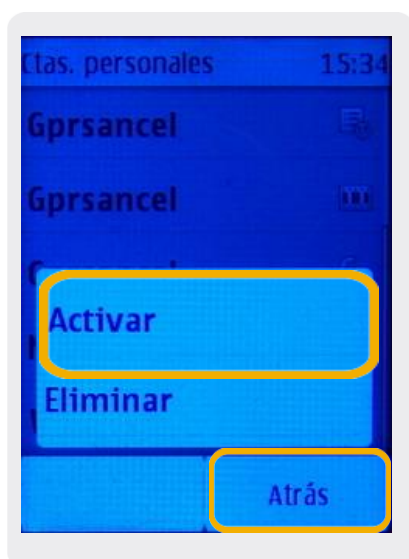 Ctas. personales 15:34
Gprsancel
Gprsancel
Activar
Eliminar
Atrás